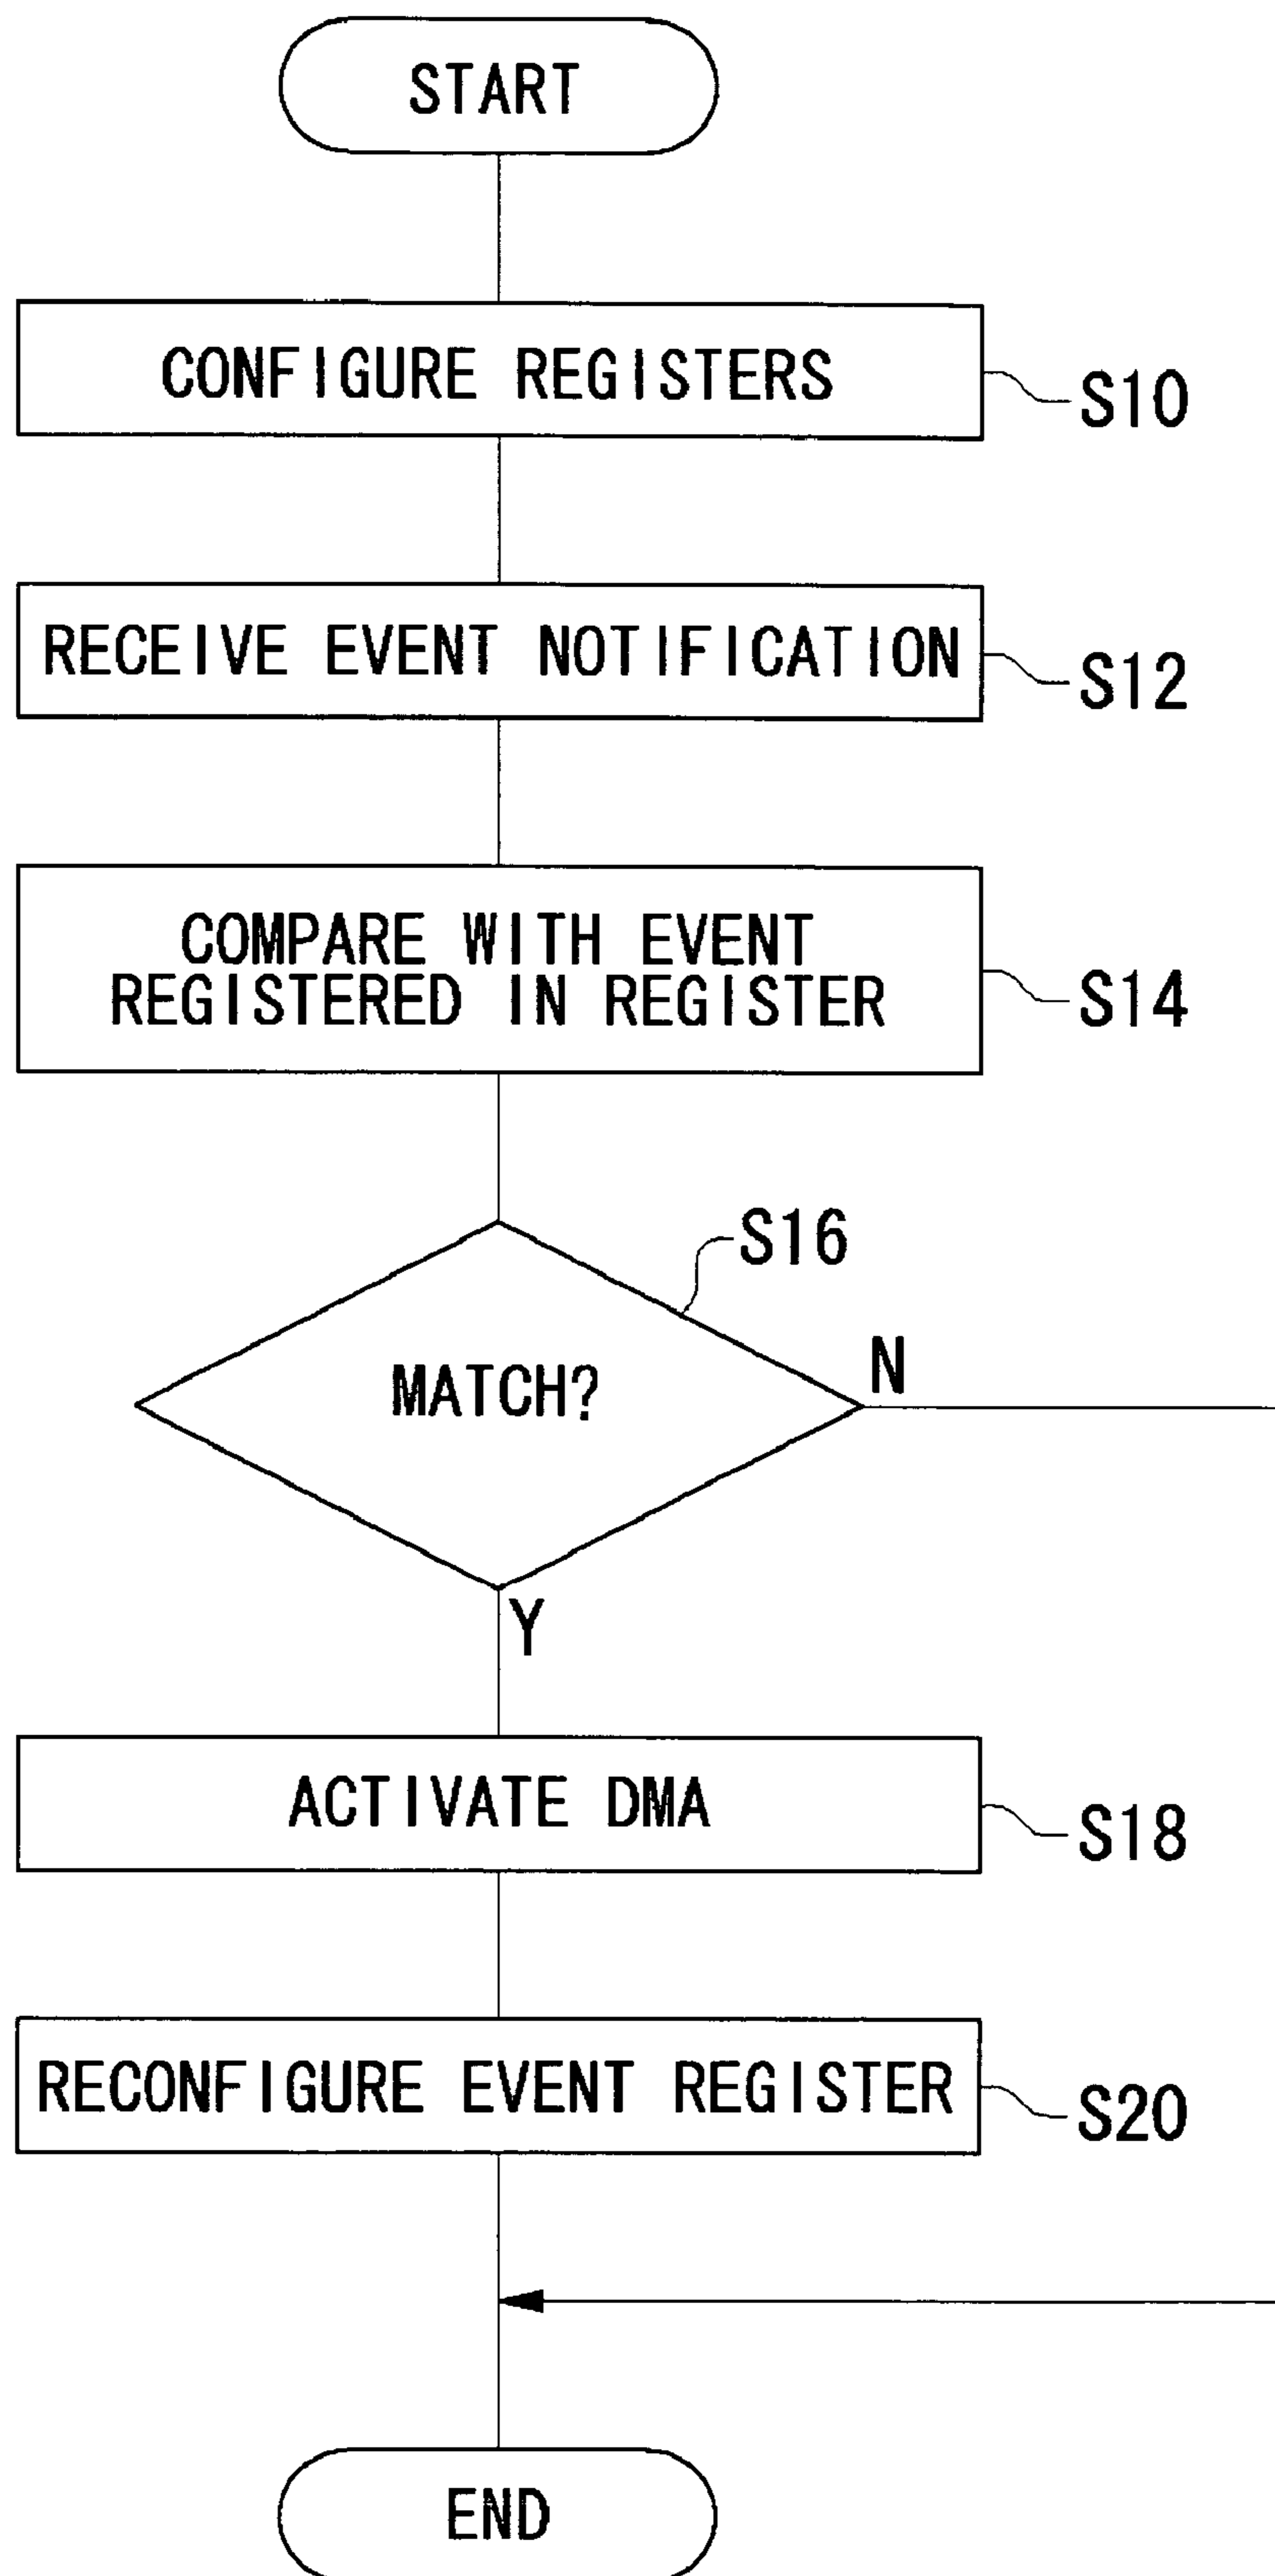 START
CONFIGURE REGISTERS
S10
RECEIVE EVENT NOTIFICATION
S12
COMPARE WITH EVENT
REGISTERED IN REGISTER
S14
S16
MATCH?
N
Y
ACTIVATE DMA
S18
RECONFIGURE EVENT REGISTER
S20
END